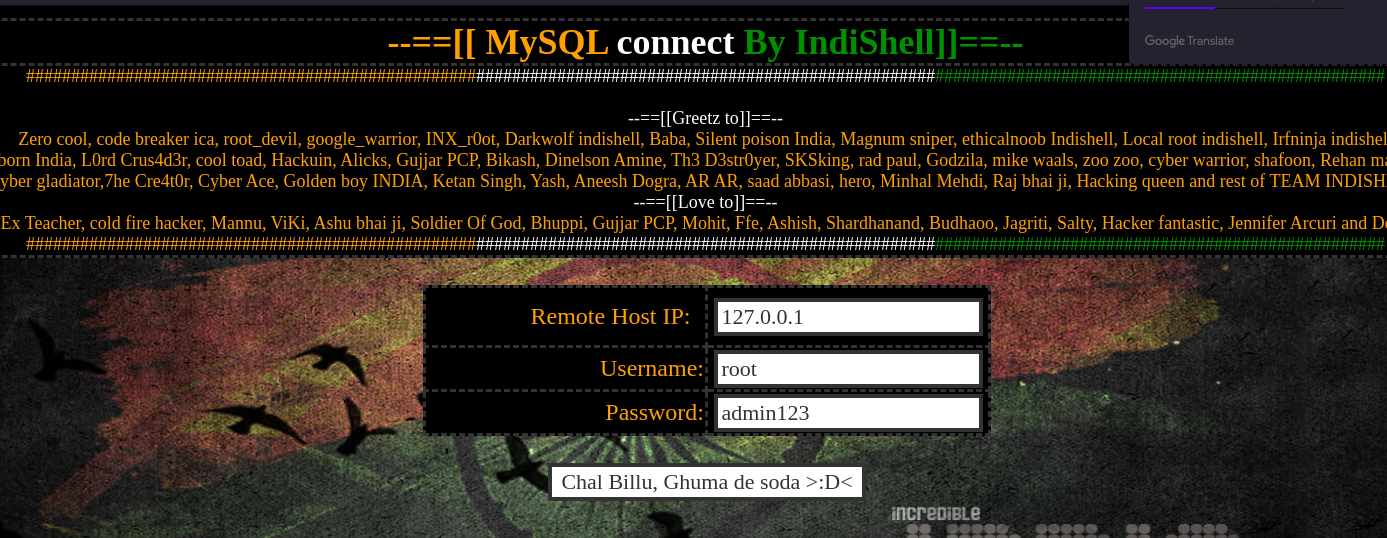 Google Translate
--==[[ MySQL connect By IndiShell]]==--
--==[[Greetz to]]==--
Zero cool, code breaker ica, root_devil, google_warrior, INX_r0ot, Darkwolf indishell, Baba, Silent poison India, Magnum sniper, ethicalnoob Indishell, Local root indishell, Irfninja indishel
born India, L0rd Crus4d3r, cool toad, Hackuin, Alicks, Gujjar PCP, Bikash, Dinelson Amine, Th3 D3str0yer, SKSking, rad paul, Godzila, mike waals, zoo zoo, cyber warrior, shafoon, Rehan ma
yber gladiator,7he Cre4t0r, Cyber Ace, Golden boy INDIA, Ketan Singh, Yash, Aneesh Dogra, AR AR, saad abbasi, hero, Minhal Mehdi, Raj bhai ji, Hacking queen and rest of TEAM INDISH
--==[[Love to]]==--
Ex Teacher, cold fire hacker, Mannu, ViKi, Ashu bhai ji, Soldier Of God, Bhuppi, Gujjar PCP, Mohit, Ffe, Ashish, Shardhanand, Budhaoo, Jagriti, Salty, Hacker fantastic, Jennifer Arcuri and De
Remote Host IP: 127.0.0.1
Username: root
Password: admin123
Chal Billu, Ghuma de soda >:D<
incredible